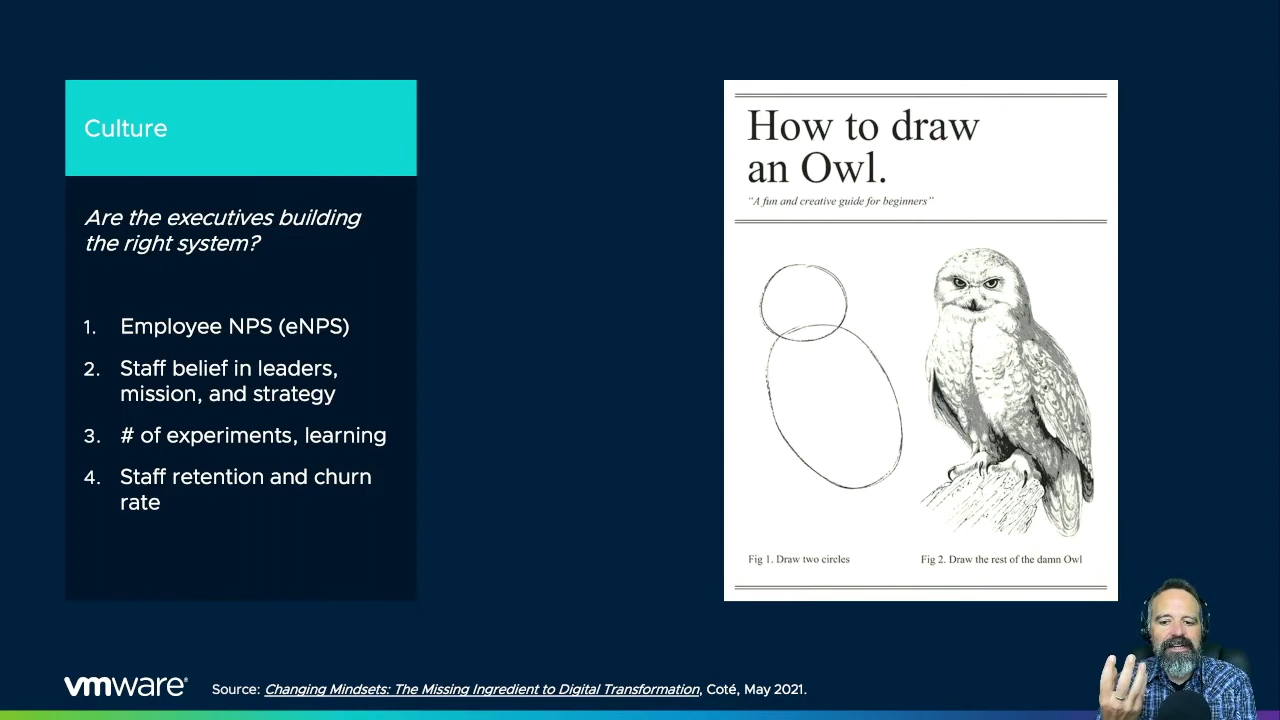 Culture
Are the executives building
the right system?
1. Employee NPS (eNPS)
2. Staff belief in leaders,
mission, and strategy
3. # of experiments, learning
4. Staff retention and churn
rate
How to draw
an Owl.
“A fun and creative guide for beginners”
Fig 1. Draw two circles
Fig 2. Draw the rest of the damn Owl
vmware®
Source: Changing Mindsets: The Missing Ingredient to Digital Transformation, Coté, May 2021.